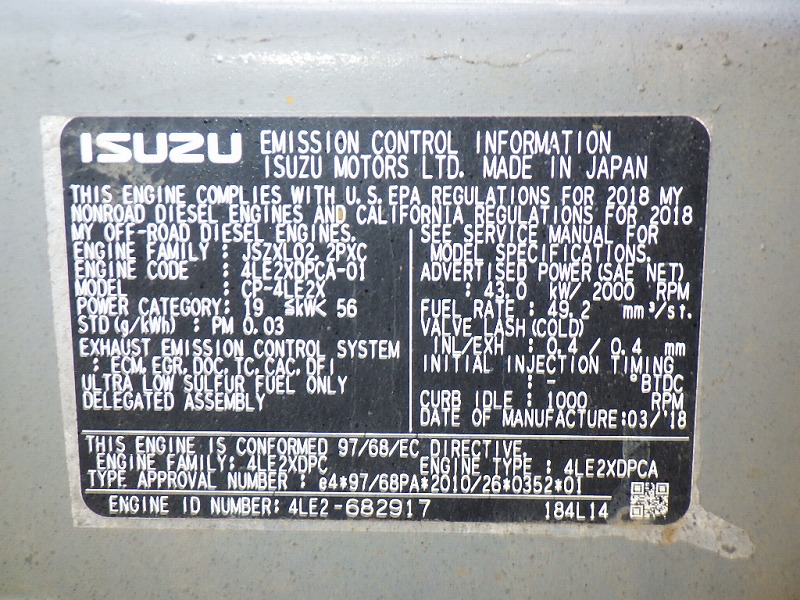 ISUZU
EMISSION CONTROL INFORMATION
ISUZU MOTORS LTD. MADE IN JAPAN
THIS ENGINE COMPLIES WITH U.S. EPA REGULATIONS FOR 2018 MY
NONROAD DIESEL ENGINES AND CALIFORNIA REGULATIONS FOR 2018
MY OFF-ROAD DIESEL ENGINES.
ENGINE FAMILY : JSZXL02.2PXC
ENGINE CODE : 4LE2XDPCA-01
MODEL : CP-4LE2X
POWER CATEGORY : 19 ≦kW< 56
STD (g/kWh) : PM 0.03
EXHAUST EMISSION CONTROL SYSTEM
: ECM, EGR, DOC, TC, CAC, DFI
ULTRA LOW SULFUR FUEL ONLY
DELEGATED ASSEMBLY
SEE SERVICE MANUAL FOR
MODEL SPECIFICATIONS.
ADVERTISED POWER (SAE NET)
: 43.0 kW/ 2000 RPM
FUEL RATE : 49.2 mm³/st.
VALVE LASH (COLD)
INL/EXH : 0.4 / 0.4 mm
INITIAL INJECTION TIMING
: - °BTDC
CURB IDLE : 1000 RPM
DATE OF MANUFACTURE:03/'18
THIS ENGINE IS CONFORMED 97/68/EC DIRECTIVE.
ENGINE FAMILY: 4LE2XDPC ENGINE TYPE : 4LE2XDPCA
TYPE APPROVAL NUMBER : e4*97/68PA*2010/26*0352*01
ENGINE ID NUMBER: 4LE2-682917 184L14